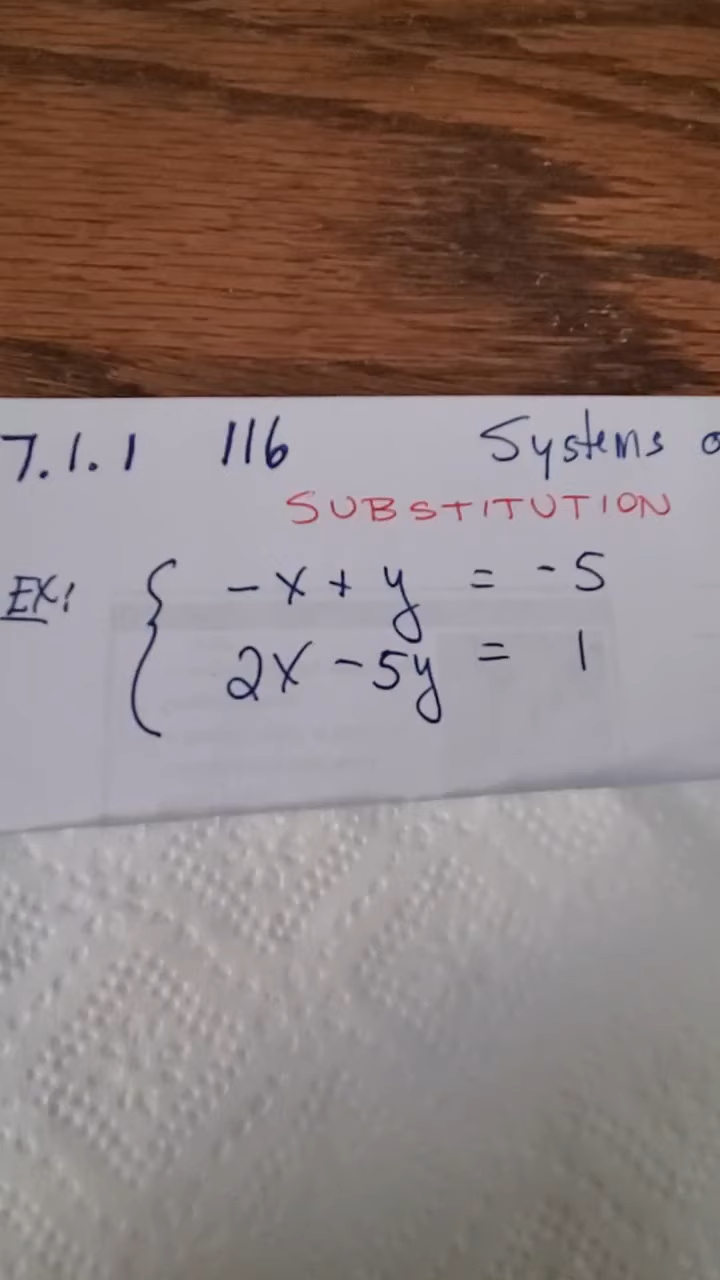 7.1.1 116 Systems
SUBSTITUTION
EX: { -x + y = -5
2x - 5y = 1